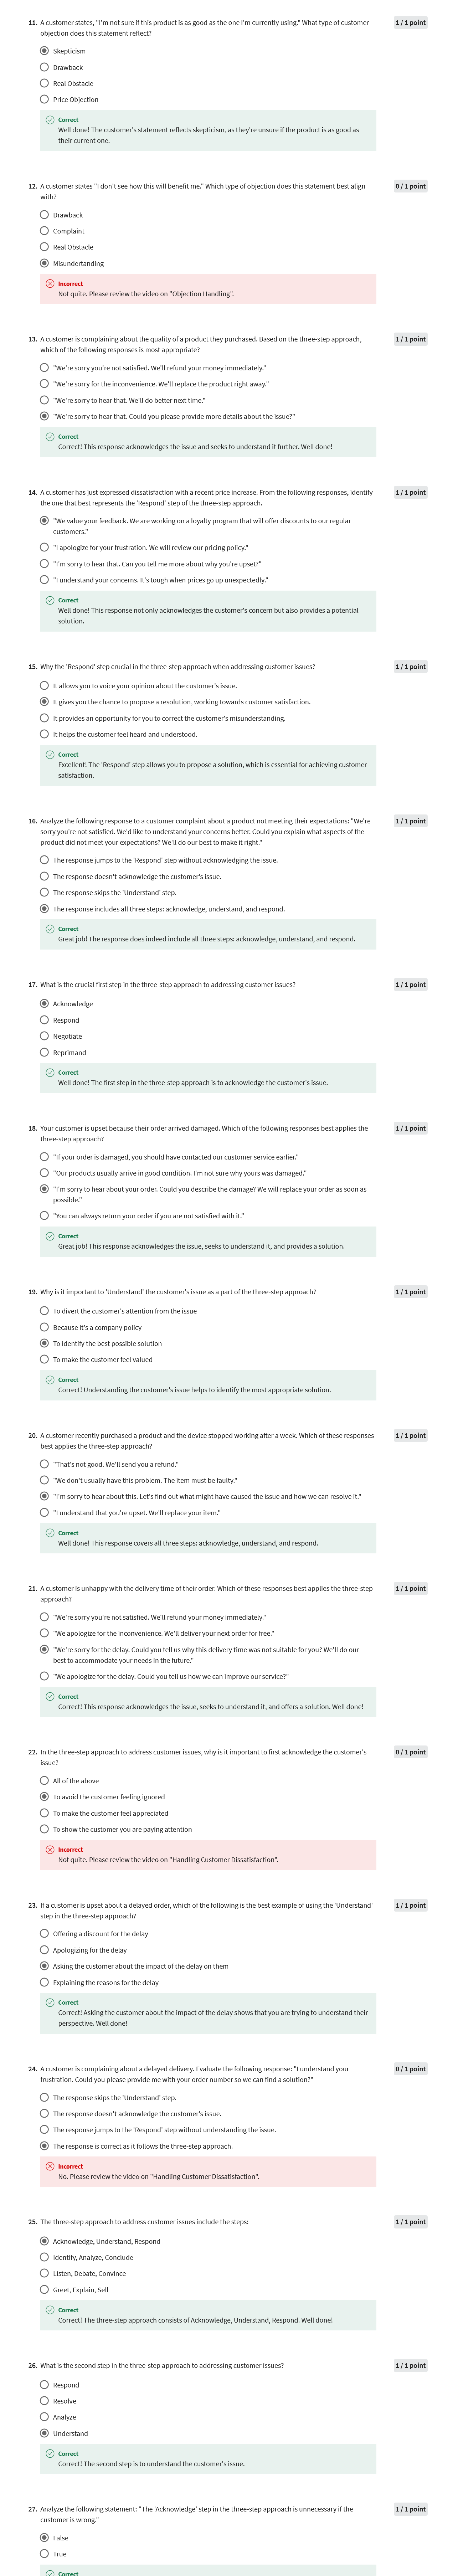 11. A customer states, "I'm not sure if this product is as good as the one I'm currently using." What type of customer
objection does this statement reflect?
1 / 1 point
Skepticism
Drawback
Real Obstacle
Price Objection
Correct
Well done! The customer's statement reflects skepticism, as they're unsure if the product is as good as
their current one.
12. A customer states "I don't see how this will benefit me." Which type of objection does this statement best align
with?
0 / 1 point
Drawback
Complaint
Real Obstacle
Misundertanding
Incorrect
Not quite. Please review the video on "Objection Handling".
13. A customer is complaining about the quality of a product they purchased. Based on the three-step approach,
which of the following responses is most appropriate?
1 / 1 point
"We're sorry you're not satisfied. We'll refund your money immediately."
"We're sorry for the inconvenience. We'll replace the product right away."
"We're sorry to hear that. We'll do better next time."
"We're sorry to hear that. Could you please provide more details about the issue?"
Correct
Correct! This response acknowledges the issue and seeks to understand it further. Well done!
14. A customer has just expressed dissatisfaction with a recent price increase. From the following responses, identify
the one that best represents the 'Respond' step of the three-step approach.
1 / 1 point
"We value your feedback. We are working on a loyalty program that will offer discounts to our regular
customers."
"I apologize for your frustration. We will review our pricing policy."
"I'm sorry to hear that. Can you tell me more about why you're upset?"
"I understand your concerns. It's tough when prices go up unexpectedly."
Correct
Well done! This response not only acknowledges the customer's concern but also provides a potential
solution.
15. Why the 'Respond' step crucial in the three-step approach when addressing customer issues?
1 / 1 point
It allows you to voice your opinion about the customer's issue.
It gives you the chance to propose a resolution, working towards customer satisfaction.
It provides an opportunity for you to correct the customer's misunderstanding.
It helps the customer feel heard and understood.
Correct
Excellent! The 'Respond' step allows you to propose a solution, which is essential for achieving customer
satisfaction.
16. Analyze the following response to a customer complaint about a product not meeting their expectations: "We're
sorry you're not satisfied. We'd like to understand your concerns better. Could you explain what aspects of the
product did not meet your expectations? We'll do our best to make it right."
1 / 1 point
The response jumps to the 'Respond' step without acknowledging the issue.
The response doesn't acknowledge the customer's issue.
The response skips the 'Understand' step.
The response includes all three steps: acknowledge, understand, and respond.
Correct
Great job! The response does indeed include all three steps: acknowledge, understand, and respond.
17. What is the crucial first step in the three-step approach to addressing customer issues?
1 / 1 point
Acknowledge
Respond
Negotiate
Reprimand
Correct
Well done! The first step in the three-step approach is to acknowledge the customer's issue.
18. Your customer is upset because their order arrived damaged. Which of the following responses best applies the
three-step approach?
1 / 1 point
"If your order is damaged, you should have contacted our customer service earlier."
"Our products usually arrive in good condition. I'm not sure why yours was damaged."
"I'm sorry to hear about your order. Could you describe the damage? We will replace your order as soon as
possible."
"You can always return your order if you are not satisfied with it."
Correct
Great job! This response acknowledges the issue, seeks to understand it, and provides a solution.
19. Why is it important to 'Understand' the customer's issue as a part of the three-step approach?
1 / 1 point
To divert the customer's attention from the issue
Because it's a company policy
To identify the best possible solution
To make the customer feel valued
Correct
Correct! Understanding the customer's issue helps to identify the most appropriate solution.
20. A customer recently purchased a product and the device stopped working after a week. Which of these responses
best applies the three-step approach?
1 / 1 point
"That's not good. We'll send you a refund."
"We don't usually have this problem. The item must be faulty."
"I'm sorry to hear about this. Let's find out what might have caused the issue and how we can resolve it."
"I understand that you're upset. We'll replace your item."
Correct
Well done! This response covers all three steps: acknowledge, understand, and respond.
21. A customer is unhappy with the delivery time of their order. Which of these responses best applies the three-step
approach?
1 / 1 point
"We're sorry you're not satisfied. We'll refund your money immediately."
"We apologize for the inconvenience. We'll deliver your next order for free."
"We're sorry for the delay. Could you tell us why this delivery time was not suitable for you? We'll do our
best to accommodate your needs in the future."
"We apologize for the delay. Could you tell us how we can improve our service?"
Correct
Correct! This response acknowledges the issue, seeks to understand it, and offers a solution. Well done!
22. In the three-step approach to address customer issues, why is it important to first acknowledge the customer's
issue?
0 / 1 point
All of the above
To avoid the customer feeling ignored
To make the customer feel appreciated
To show the customer you are paying attention
Incorrect
Not quite. Please review the video on "Handling Customer Dissatisfaction".
23. If a customer is upset about a delayed order, which of the following is the best example of using the 'Understand'
step in the three-step approach?
1 / 1 point
Offering a discount for the delay
Apologizing for the delay
Asking the customer about the impact of the delay on them
Explaining the reasons for the delay
Correct
Correct! Asking the customer about the impact of the delay shows that you are trying to understand their
perspective. Well done!
24. A customer is complaining about a delayed delivery. Evaluate the following response: "I understand your
frustration. Could you please provide me with your order number so we can find a solution?"
0 / 1 point
The response skips the 'Understand' step.
The response doesn't acknowledge the customer's issue.
The response jumps to the 'Respond' step without understanding the issue.
The response is correct as it follows the three-step approach.
Incorrect
No. Please review the video on "Handling Customer Dissatisfaction".
25. The three-step approach to address customer issues include the steps:
1 / 1 point
Acknowledge, Understand, Respond
Identify, Analyze, Conclude
Listen, Debate, Convince
Greet, Explain, Sell
Correct
Correct! The three-step approach consists of Acknowledge, Understand, Respond. Well done!
26. What is the second step in the three-step approach to addressing customer issues?
1 / 1 point
Respond
Resolve
Analyze
Understand
Correct
Correct! The second step is to understand the customer's issue.
27. Analyze the following statement: "The 'Acknowledge' step in the three-step approach is unnecessary if the
customer is wrong."
1 / 1 point
False
True
Correct